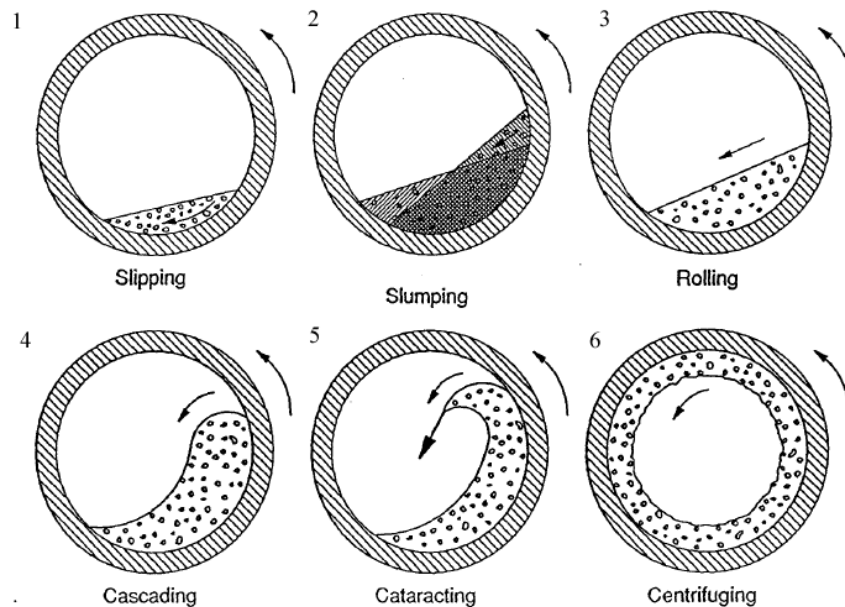 1
2
3
Slipping
Slumping
Rolling
4
5
6
Cascading
Cataracting
Centrifuging